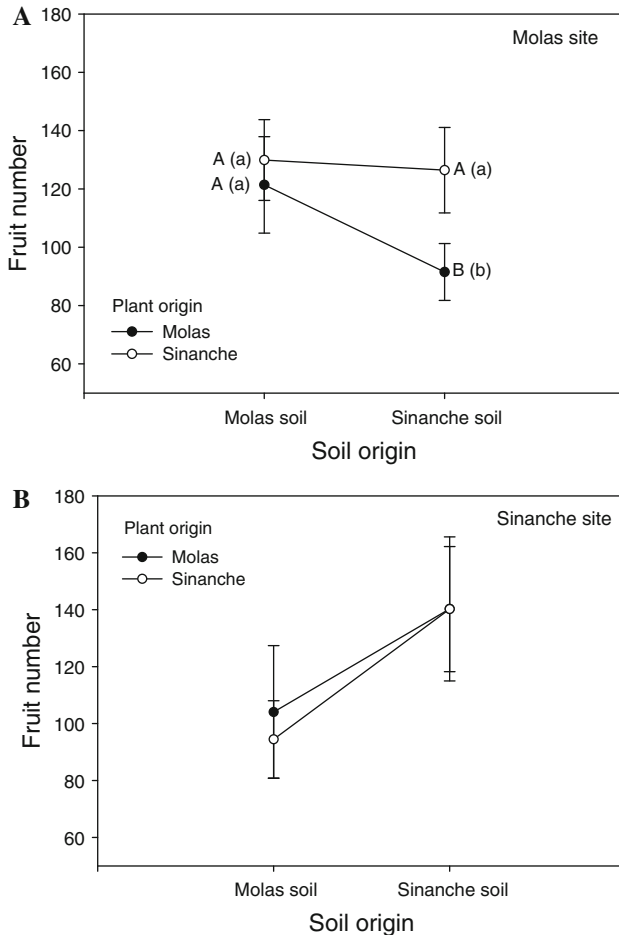 A
180
Molas site
160
140
A (a)
A (a)
120
A (a)
100
B (b)
80
60
Fruit number
Plant origin
Molas
Sinanche
Molas soil Sinanche soil
Soil origin
B
180
Sinanche site
Plant origin
Molas
Sinanche
160
140
120
100
80
60
Fruit number
Molas soil Sinanche soil
Soil origin